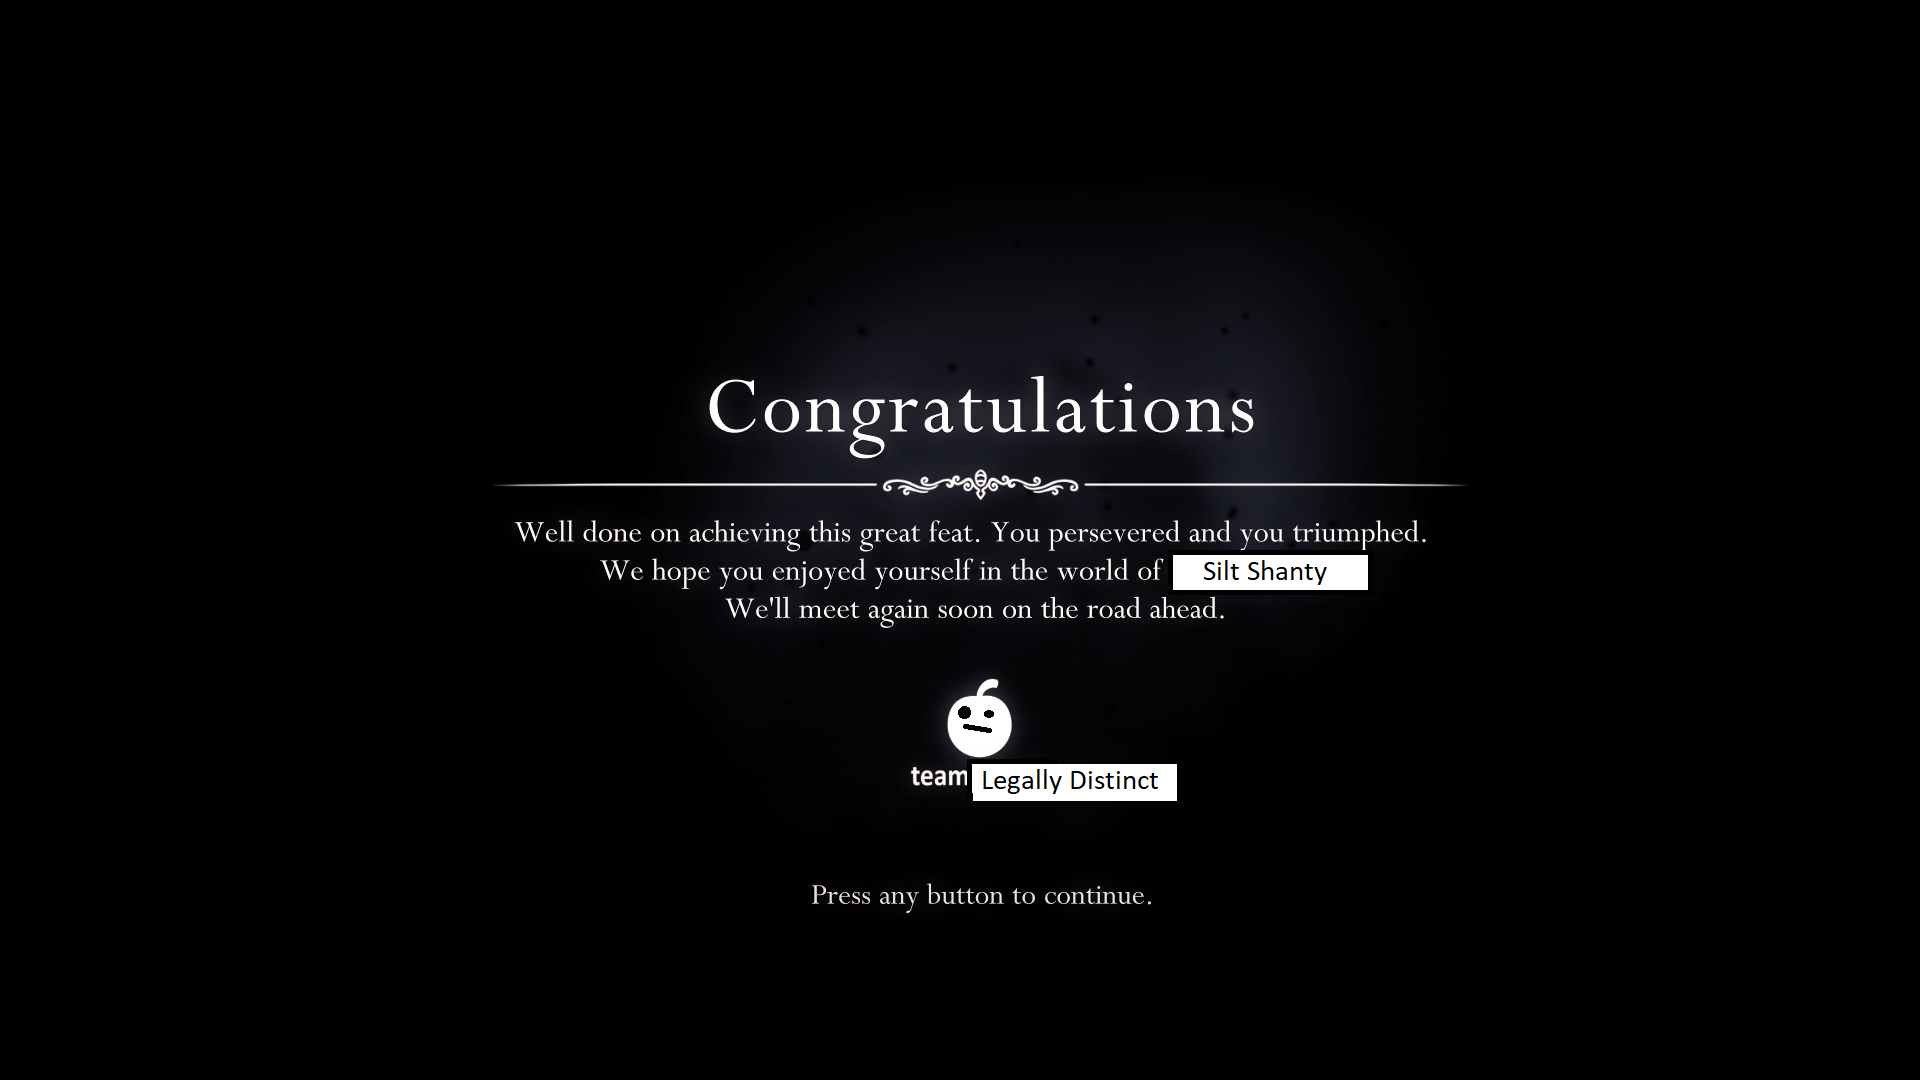 Congratulations
Well done on achieving this great feat. You persevered and you triumphed.
We hope you enjoyed yourself in the world of Silt Shanty
We'll meet again soon on the road ahead.
team Legally Distinct
Press any button to continue.